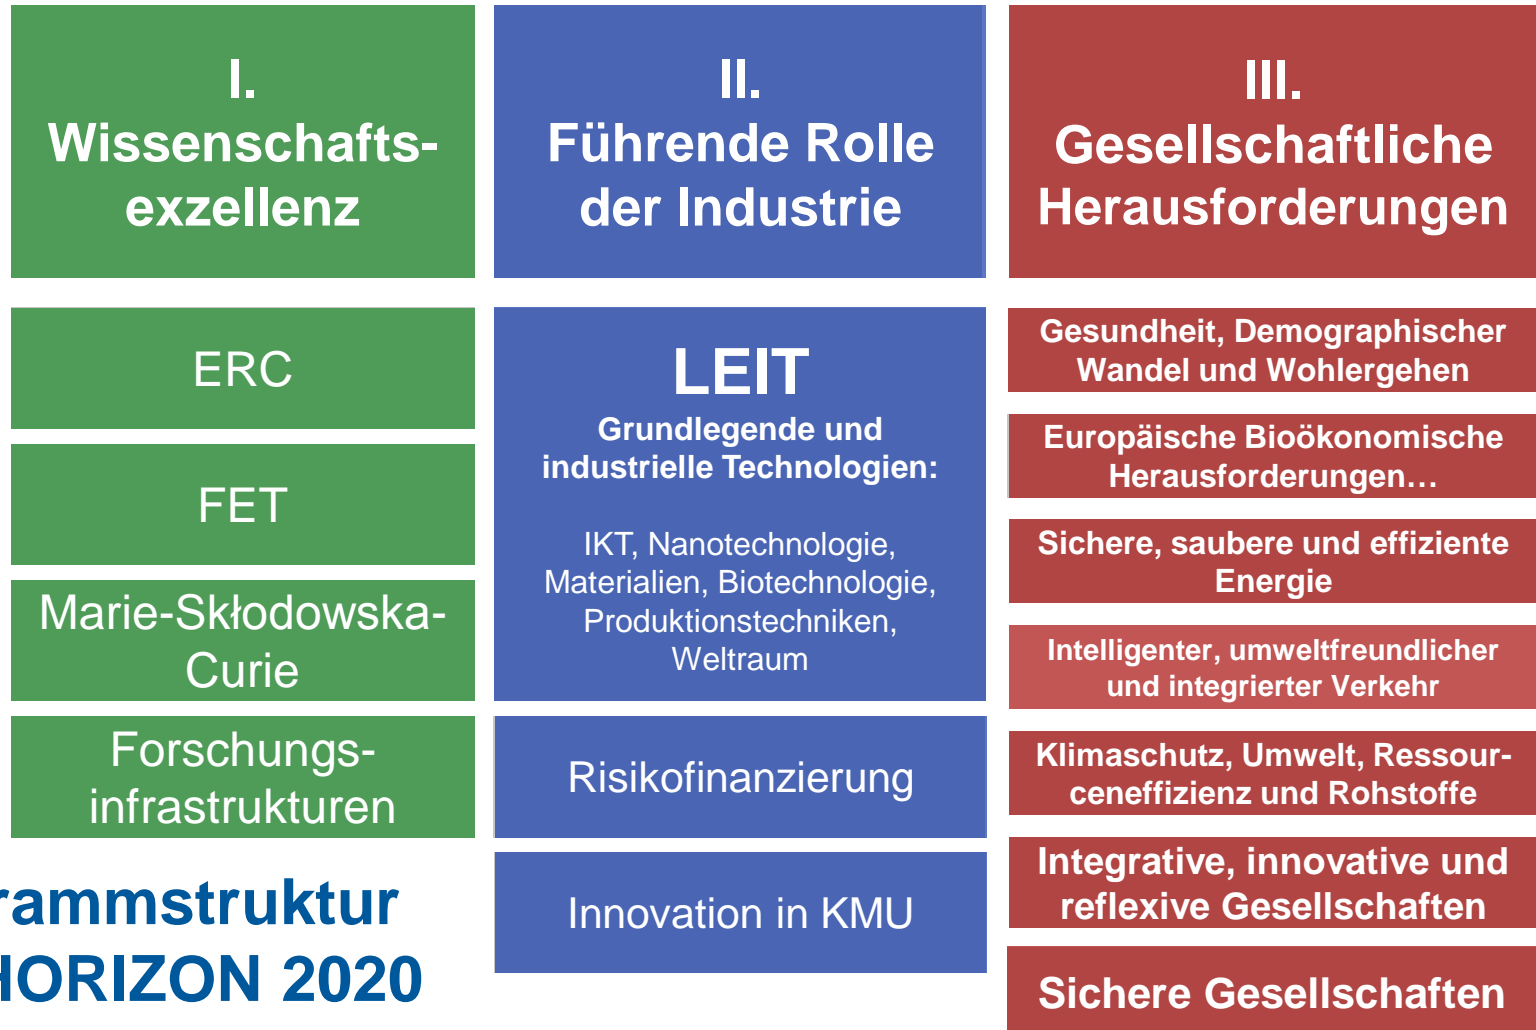 I.
Wissenschafts-
exzellenz
ERC
FET
Marie-Skłodowska-
Curie
Forschungs-
infrastrukturen
rammstruktur
HORIZON 2020
II.
Führende Rolle
der Industrie
LEIT
Grundlegende und
industrielle Technologien:
IKT, Nanotechnologie,
Materialien, Biotechnologie,
Produktionstechniken,
Weltraum
Risikofinanzierung
Innovation in KMU
III.
Gesellschaftliche
Herausforderungen
Gesundheit, Demographischer
Wandel und Wohlergehen
Europäische Bioökonomische
Herausforderungen…
Sichere, saubere und effiziente
Energie
Intelligenter, umweltfreundlicher
und integrierter Verkehr
Klimaschutz, Umwelt, Ressour-
ceneffizienz und Rohstoffe
Integrative, innovative und
reflexive Gesellschaften
Sichere Gesellschaften